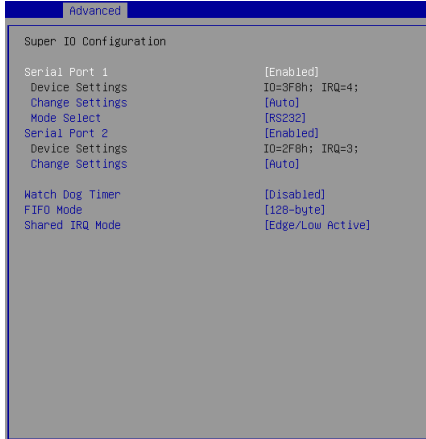 Advanced
Super IO Configuration
Serial Port 1 [Enabled]
Device Settings IO=3F8h; IRQ=4;
Change Settings [Auto]
Mode Select [RS232]
Serial Port 2 [Enabled]
Device Settings IO=2F8h; IRQ=3;
Change Settings [Auto]
Watch Dog Timer [Disabled]
FIFO Mode [128-byte]
Shared IRQ Mode [Edge/Low Active]